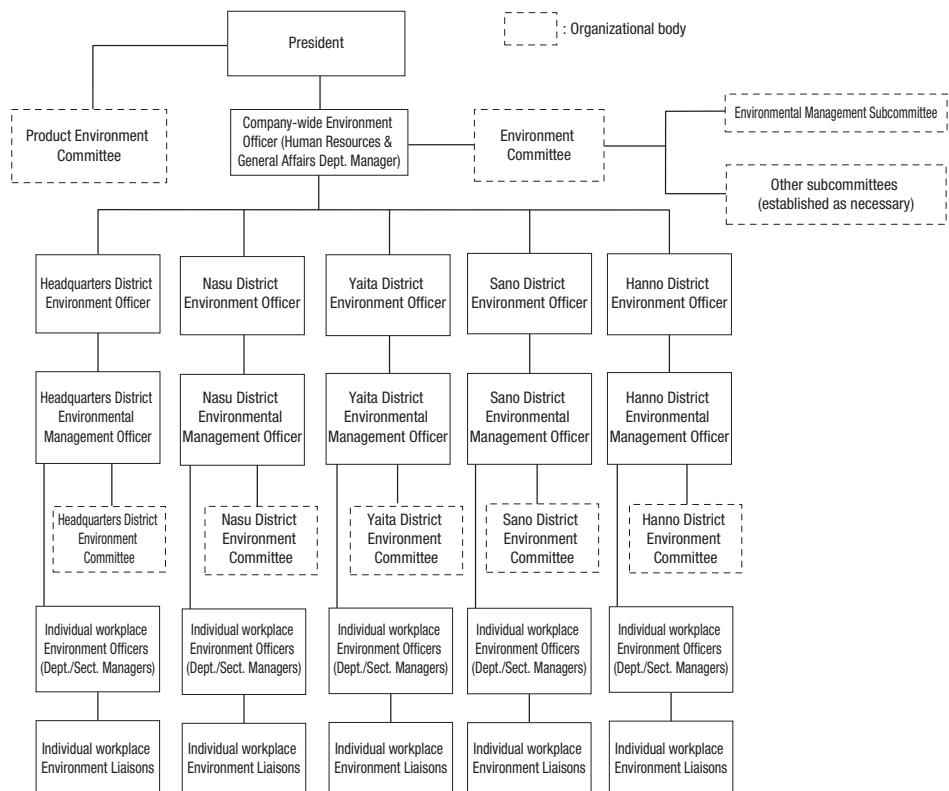 President
: Organizational body
Product Environment
Committee
Company-wide Environment
Officer (Human Resources &
General Affairs Dept. Manager)
Environment
Committee
Environmental Management Subcommittee
Other subcommittees
(established as necessary)
Headquarters District
Environment Officer
Nasu District
Environment Officer
Yaita District
Environment Officer
Sano District
Environment Officer
Hanno District
Environment Officer
Headquarters District
Environmental
Management Officer
Nasu District
Environmental
Management Officer
Yaita District
Environmental
Management Officer
Sano District
Environmental
Management Officer
Hanno District
Environmental
Management Officer
Headquarters District
Environment
Committee
Nasu District
Environment
Committee
Yaita District
Environment
Committee
Sano District
Environment
Committee
Hanno District
Environment
Committee
Individual workplace
Environment Officers
(Dept./Sect. Managers)
Individual workplace
Environment Officers
(Dept./Sect. Managers)
Individual workplace
Environment Officers
(Dept./Sect. Managers)
Individual workplace
Environment Officers
(Dept./Sect. Managers)
Individual workplace
Environment Officers
(Dept./Sect. Managers)
Individual workplace
Environment Liaisons
Individual workplace
Environment Liaisons
Individual workplace
Environment Liaisons
Individual workplace
Environment Liaisons
Individual workplace
Environment Liaisons